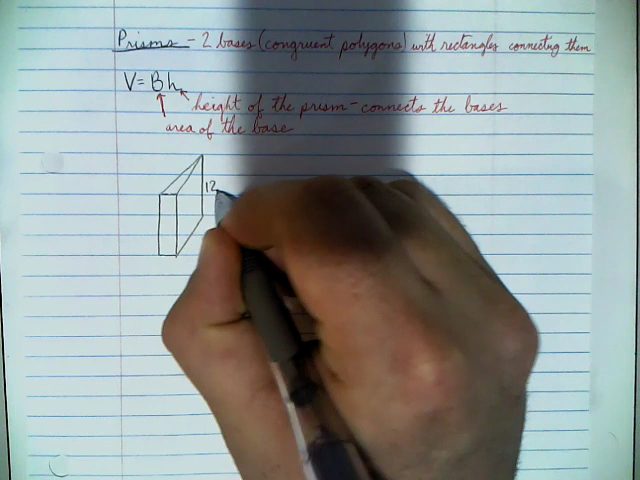 Prisms - 2 bases (congruent polygons) with rectangles connecting them
V = Bh
height of the prism - connects the bases
area of the base
12